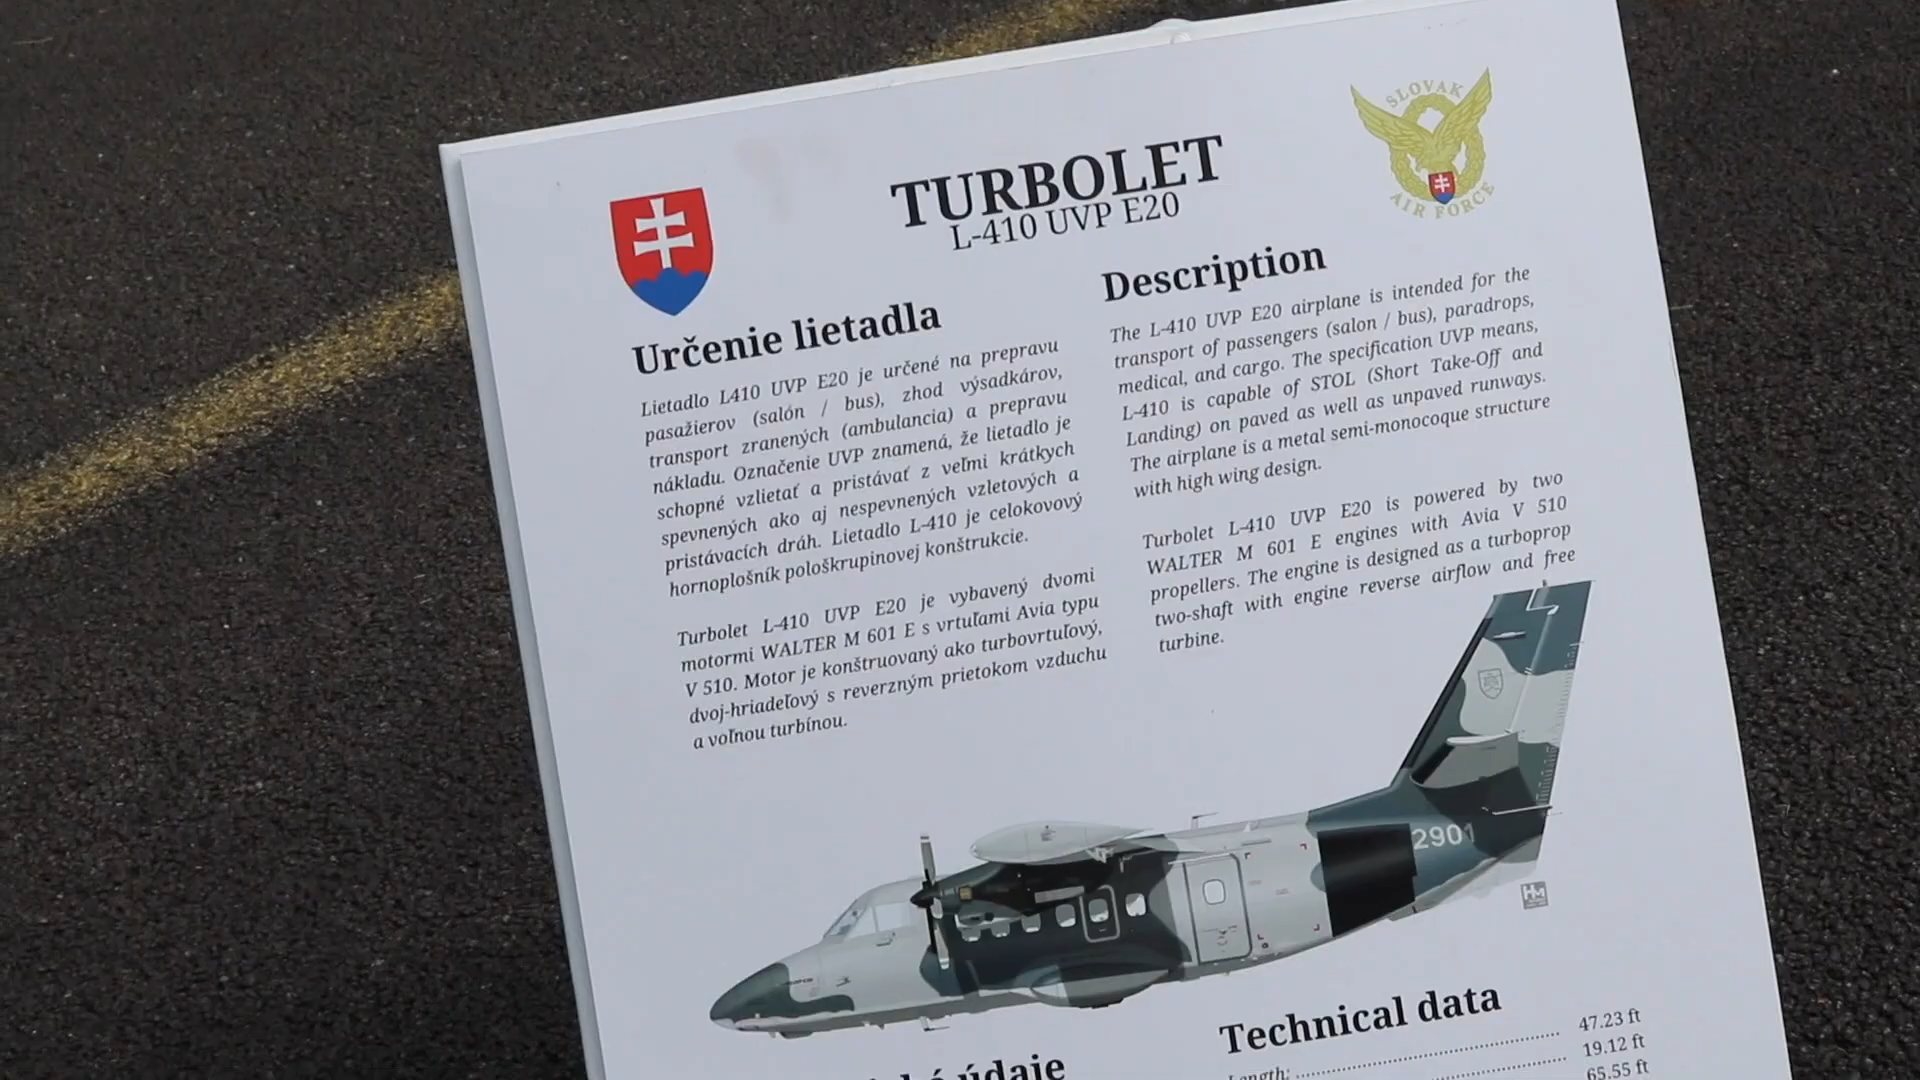 SLOVAK
AIR FORCE
TURBOLET
L-410 UVP E20
Určenie lietadla
Lietadlo L410 UVP E20 je určené na prepravu
pasažierov (salón / bus), zhod výsadkárov,
transport zranených (ambulancia) a prepravu
nákladu. Označenie UVP znamená, že lietadlo je
schopné vzlietať a pristávať z veľmi krátkych
spevnených ako aj nespevnených vzletových a
pristávacích dráh. Lietadlo L-410 je celokovový
hornoplošník pološkrupinovej konštrukcie.
Turbolet L-410 UVP E20 je vybavený dvomi
motormi WALTER M 601 E s vrtuľami Avia typu
V 510. Motor je konštruovaný ako turbovrtuľový,
dvoj-hriadeľový s reverzným prietokom vzduchu
a voľnou turbínou.
Description
The L-410 UVP E20 airplane is intended for the
transport of passengers (salon / bus), paradrops,
medical, and cargo. The specification UVP means,
L-410 is capable of STOL (Short Take-Off and
Landing) on paved as well as unpaved runways.
The airplane is a metal semi-monocoque structure
with high wing design.
Turbolet L-410 UVP E20 is powered by two
WALTER M 601 E engines with Avia V 510
propellers. The engine is designed as a turboprop
two-shaft with engine reverse airflow and free
turbine.
2901
HM
údaje
Technical data
Length: 47.23 ft
19.12 ft
65.55 ft